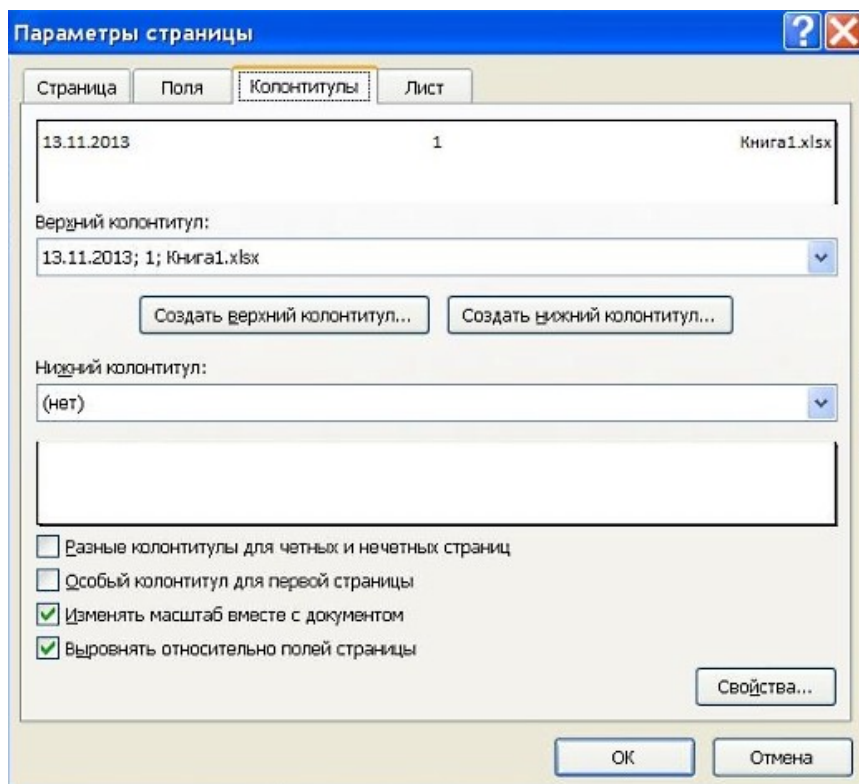 Параметры страницы
Страница Поля Колонтитулы Лист
13.11.2013 1 Книга1.xlsx
Верхний колонтитул:
13.11.2013; 1; Книга1.xlsx
Создать верхний колонтитул... Создать нижний колонтитул...
Нижний колонтитул:
(нет)
Разные колонтитулы для четных и нечетных страниц
Особый колонтитул для первой страницы
Изменять масштаб вместе с документом
Выровнять относительно полей страницы
Свойства...
ОК Отмена